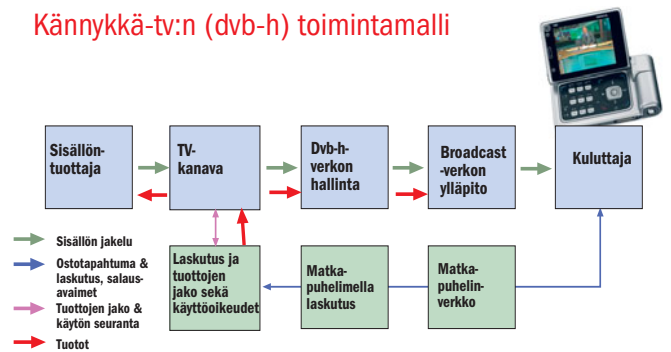 Kännykkä-tv:n (dvb-h) toimintamalli
Sisällön-
tuottaja
TV-
kanava
Dvb-h-
verkon
hallinta
Broadcast
-verkon
ylläpito
Kuluttaja
Laskutus ja
tuottojen
jako sekä
käyttöoikeudet
Matka-
puhelimella
laskutus
Matka-
puhelin-
verkko
Sisällön jakelu
Ostotapahtuma &
laskutus, salaus-
avaimet
Tuottojen jako &
käytön seuranta
Tuotot